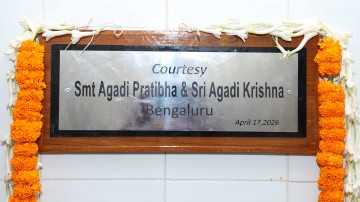 Courtesy
Smt Agadi Pratibha & Sri Agadi Krishna
Bengaluru
April 17,2026